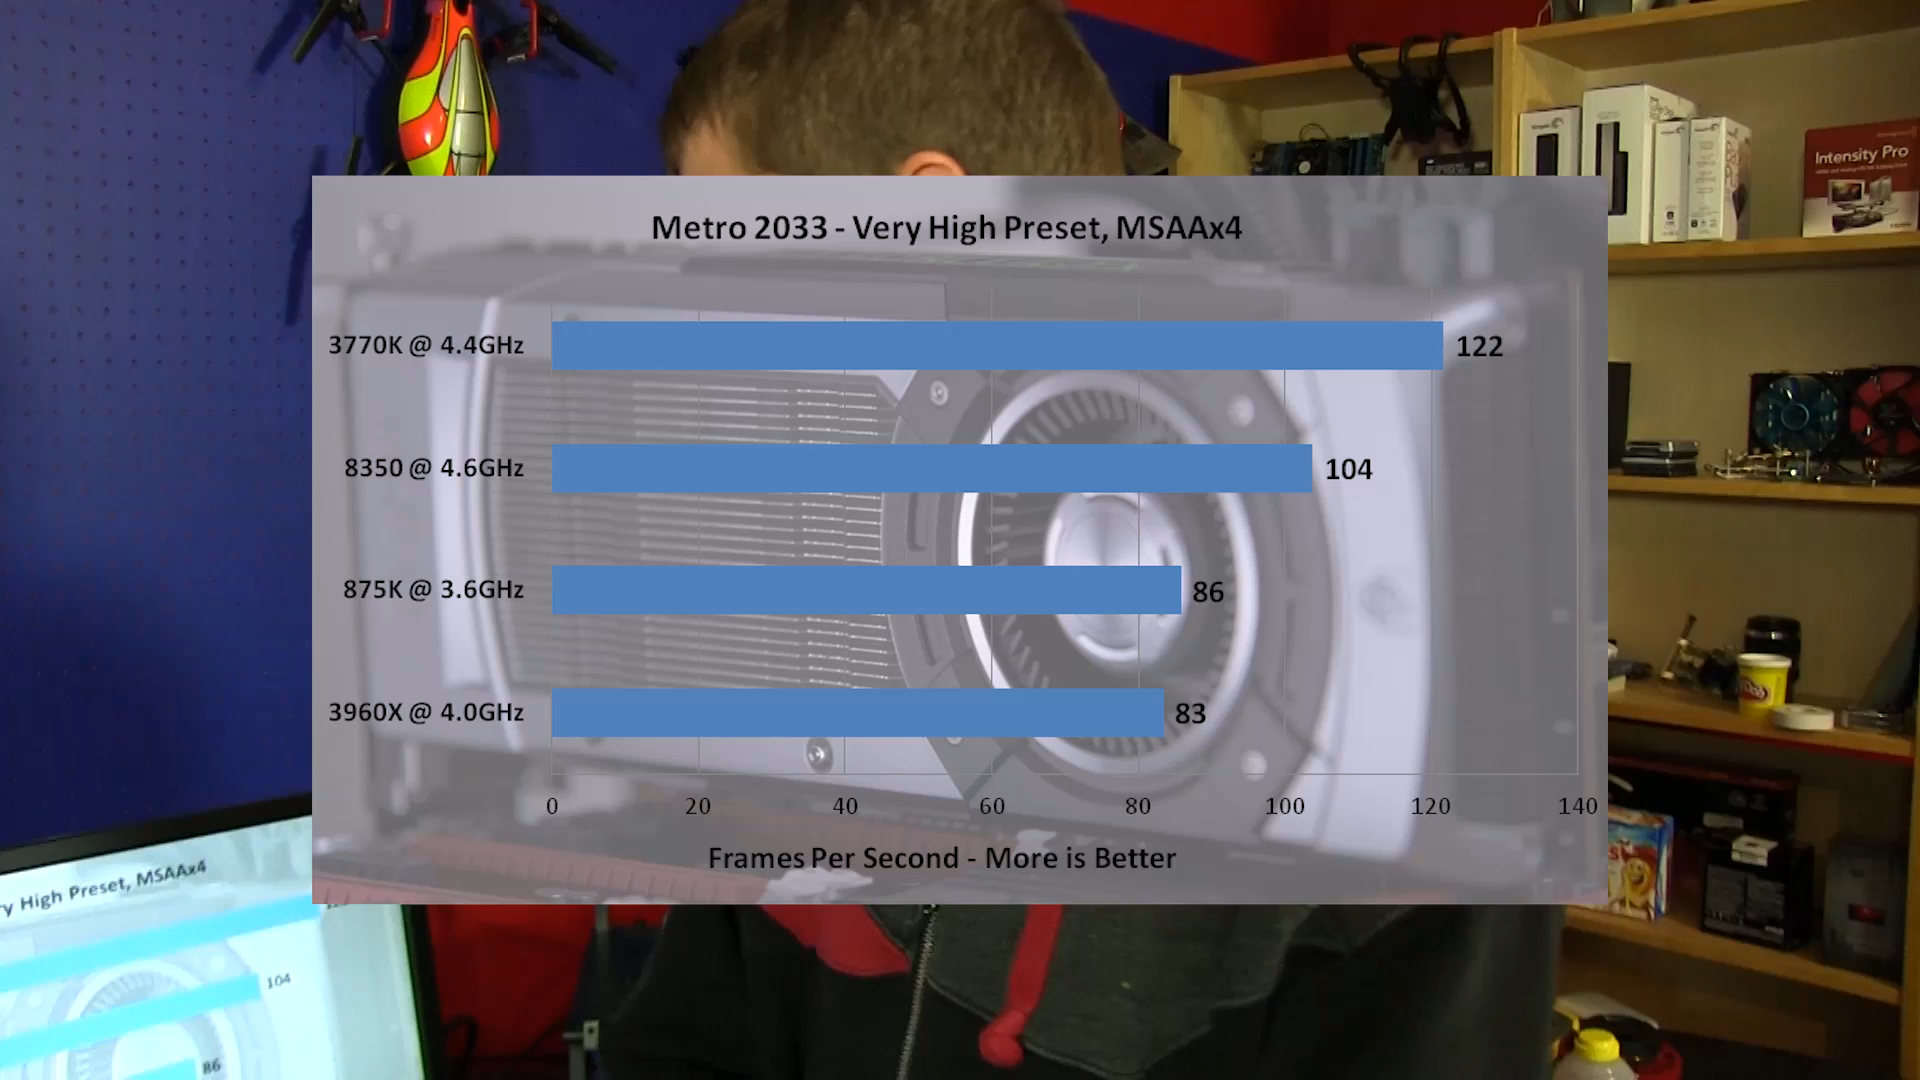 Intensity Pro
Metro 2033 - Very High Preset, MSAAx4
3770K @ 4.4GHz
122
8350 @ 4.6GHz
104
875K @ 3.6GHz
86
3960X @ 4.0GHz
83
0 20 40 60 80 100 120 140
Frames Per Second - More is Better
ry High Preset, MSAAx4
104
86